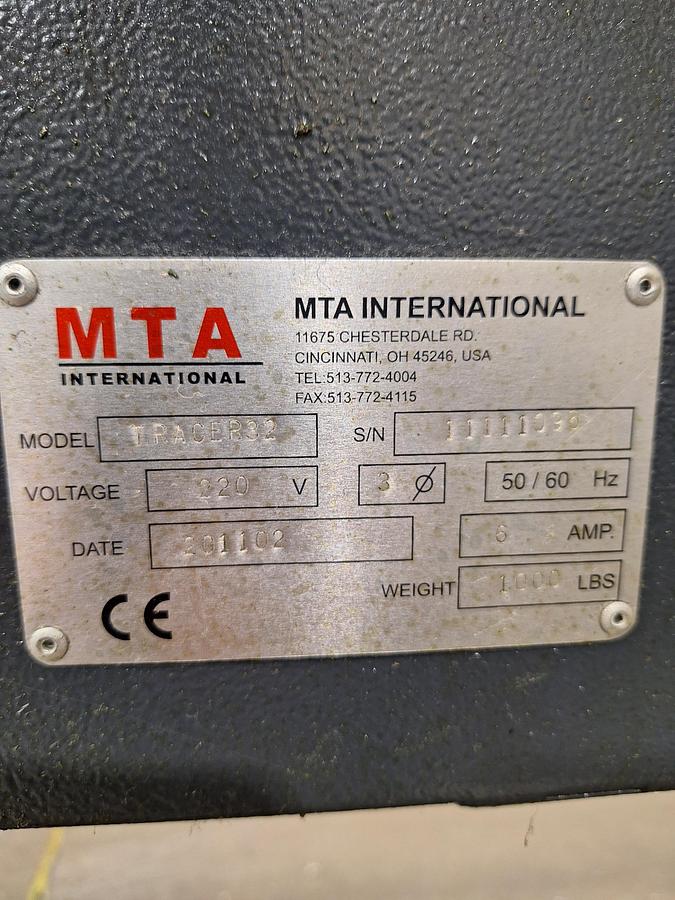 MTA
INTERNATIONAL
MTA INTERNATIONAL
11675 CHESTERDALE RD.
CINCINNATI, OH 45246, USA
TEL:513-772-4004
FAX:513-772-4115
MODEL TRACER32
S/N
VOLTAGE 220 V
3 Ø
50 / 60 Hz
DATE 201102
AMP.
WEIGHT 1000 LBS
CE